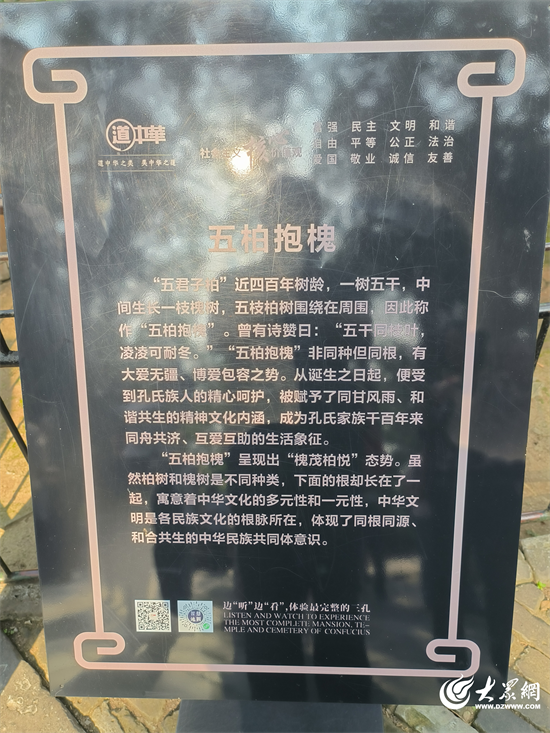 道中華
道中华之美 美中华之道
社会主义核心价值观
富强 民主 文明 和谐
自由 平等 公正 法治
爱国 敬业 诚信 友善
五柏抱槐
“五君子柏”近四百年树龄，一树五干，中
间生长一枝槐树，五枝柏树围绕在周围，因此称
作“五柏抱槐”。曾有诗赞曰：“五干同枝叶，
凌凌可耐冬。”“五柏抱槐”非同种但同根，有
大爱无疆、博爱包容之势。从诞生之日起，便受
到孔氏族人的精心呵护，被赋予了同甘风雨、和
谐共生的精神文化内涵，成为孔氏家族千百年来
同舟共济、互爱互助的生活象征。
“五柏抱槐”呈现出“槐茂柏悦”态势。虽
然柏树和槐树是不同种类，下面的根却长在了一
起，寓意着中华文化的多元性和一元性，中华文
明是各民族文化的根脉所在，体现了同根同源、
和合共生的中华民族共同体意识。
边“听”边“看”，体验最完整的三孔
LISTEN AND WATCH TO EXPERIENCE
THE MOST COMPLETE MANSION, TE-
MPLE AND CEMETERY OF CONFUCIUS
大眾網
WWW.DZWWW.COM